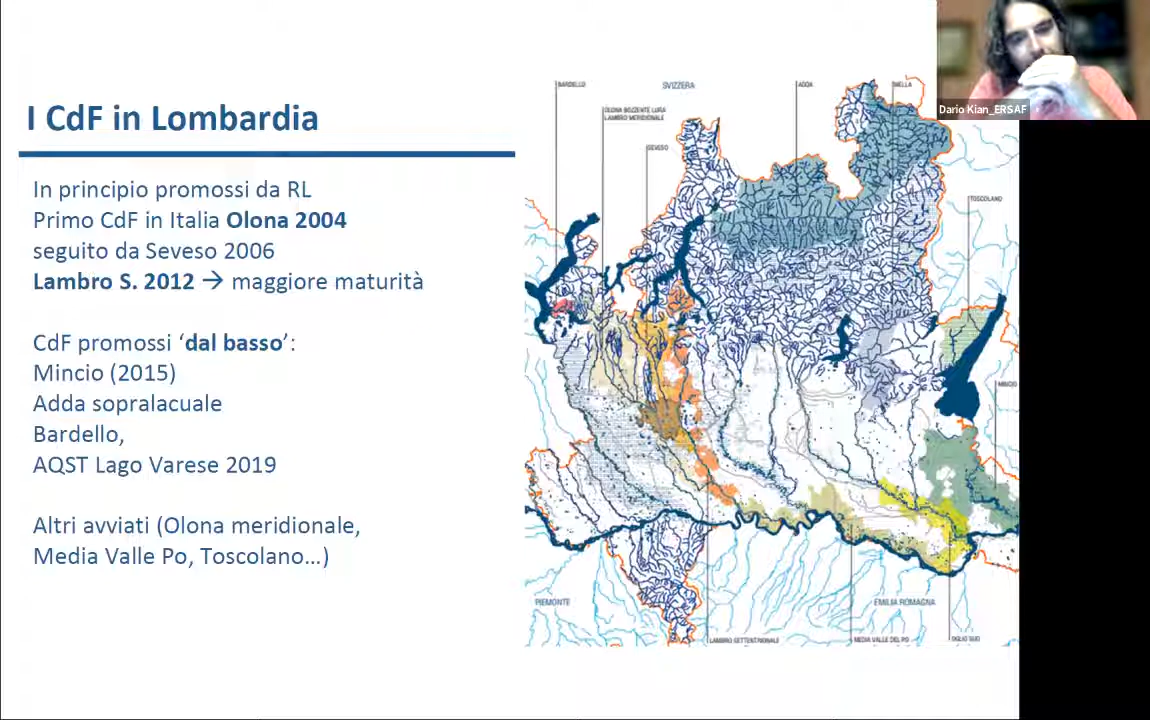 I CdF in Lombardia
In principio promossi da RL
Primo CdF in Italia Olona 2004
seguito da Seveso 2006
Lambro S. 2012 → maggiore maturità
CdF promossi ‘dal basso’:
Mincio (2015)
Adda sopralacuale
Bardello,
AQST Lago Varese 2019
Altri avviati (Olona meridionale,
Media Valle Po, Toscolano…)
BARDELLO
SVIZZERA
ADDA
MELLA
OLONA BOZZENTE LURA
LAMBRO MERIDIONALE
SEVESO
TOSCOLANO
MINCIO
PIEMONTE
EMILIA ROMAGNA
LAMBRO SETTENTRIONALE
MEDIA VALLE DEL PO
OGLIO SUD
Dario Kian_ERSAF